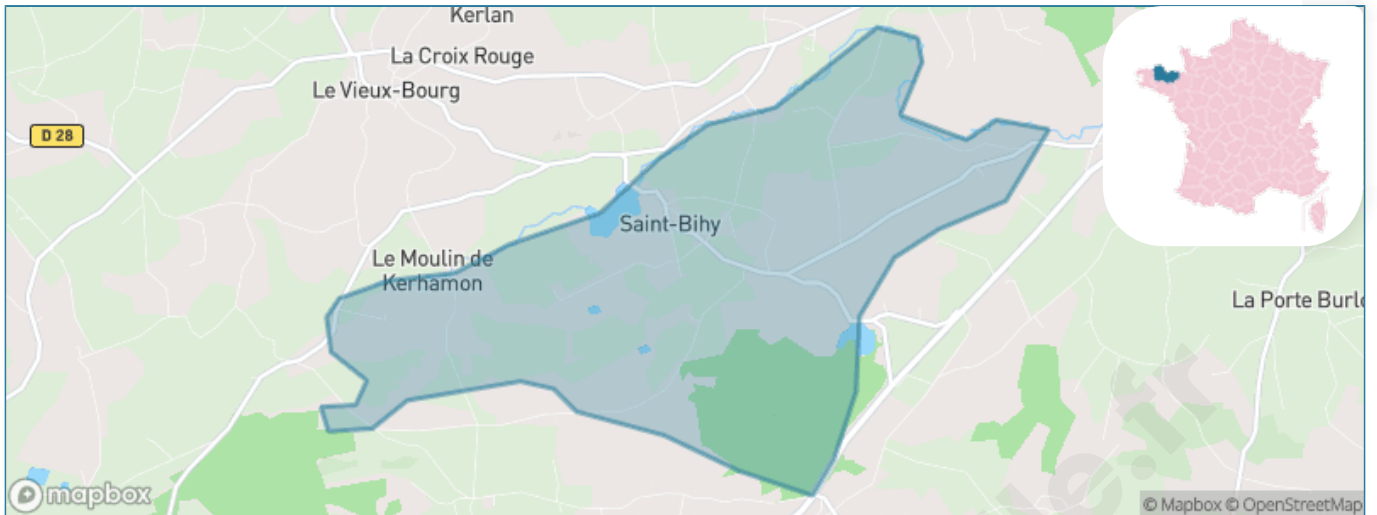 Kerlan
La Croix Rouge
Le Vieux-Bourg
D 28
Saint-Bihy
Le Moulin de
Kerhamon
La Porte Burlo
mapbox
© Mapbox © OpenStreetMap